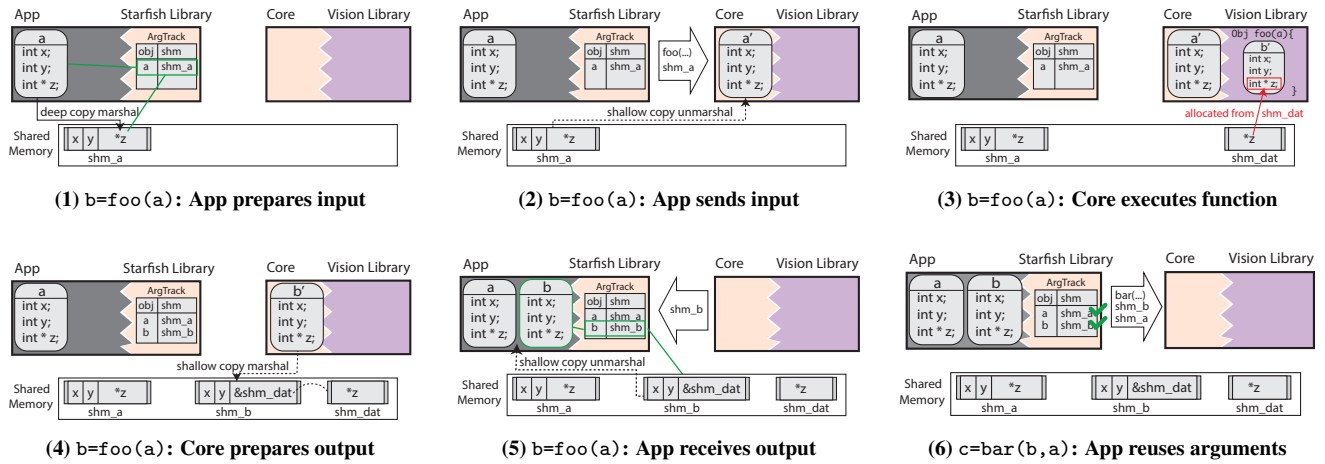 App Starfish Library Core Vision Library
a
int x;
int y;
int * z;
ArgTrack
obj shm
a shm_a
deep copy marshal
Shared Memory
x y *z
shm_a
(1) b=foo(a): App prepares input
App Starfish Library Core Vision Library
a
int x;
int y;
int * z;
ArgTrack
obj shm
a shm_a
foo(...)
shm_a
a'
int x;
int y;
int * z;
shallow copy unmarshal
Shared Memory
x y *z
shm_a
(2) b=foo(a): App sends input
App Starfish Library Core Vision Library
a
int x;
int y;
int * z;
ArgTrack
obj shm
a shm_a
a'
int x;
int y;
int * z;
Obj foo(a){
b'
int x;
int y;
int * z;
}
allocated from shm_dat
Shared Memory
x y *z
*z
shm_a
shm_dat
(3) b=foo(a): Core executes function
App Starfish Library Core Vision Library
a
int x;
int y;
int * z;
ArgTrack
obj shm
a shm_a
b shm_b
b'
int x;
int y;
int * z;
shallow copy marshal
Shared Memory
x y *z
x y &shm_dat
*z
shm_a
shm_b
shm_dat
(4) b=foo(a): Core prepares output
App Starfish Library Core Vision Library
a
int x;
int y;
int * z;
b
int x;
int y;
int * z;
ArgTrack
obj shm
a shm_a
b shm_b
shm_b
shallow copy unmarshal
Shared Memory
x y *z
x y &shm_dat
*z
shm_a
shm_b
shm_dat
(5) b=foo(a): App receives output
App Starfish Library Core Vision Library
a
int x;
int y;
int * z;
b
int x;
int y;
int * z;
ArgTrack
obj shm
a shm_a
b shm_b
bar(...)
shm_b
shm_a
Shared Memory
x y *z
x y &shm_dat
*z
shm_a
shm_b
shm_dat
(6) c=bar(b,a): App reuses arguments